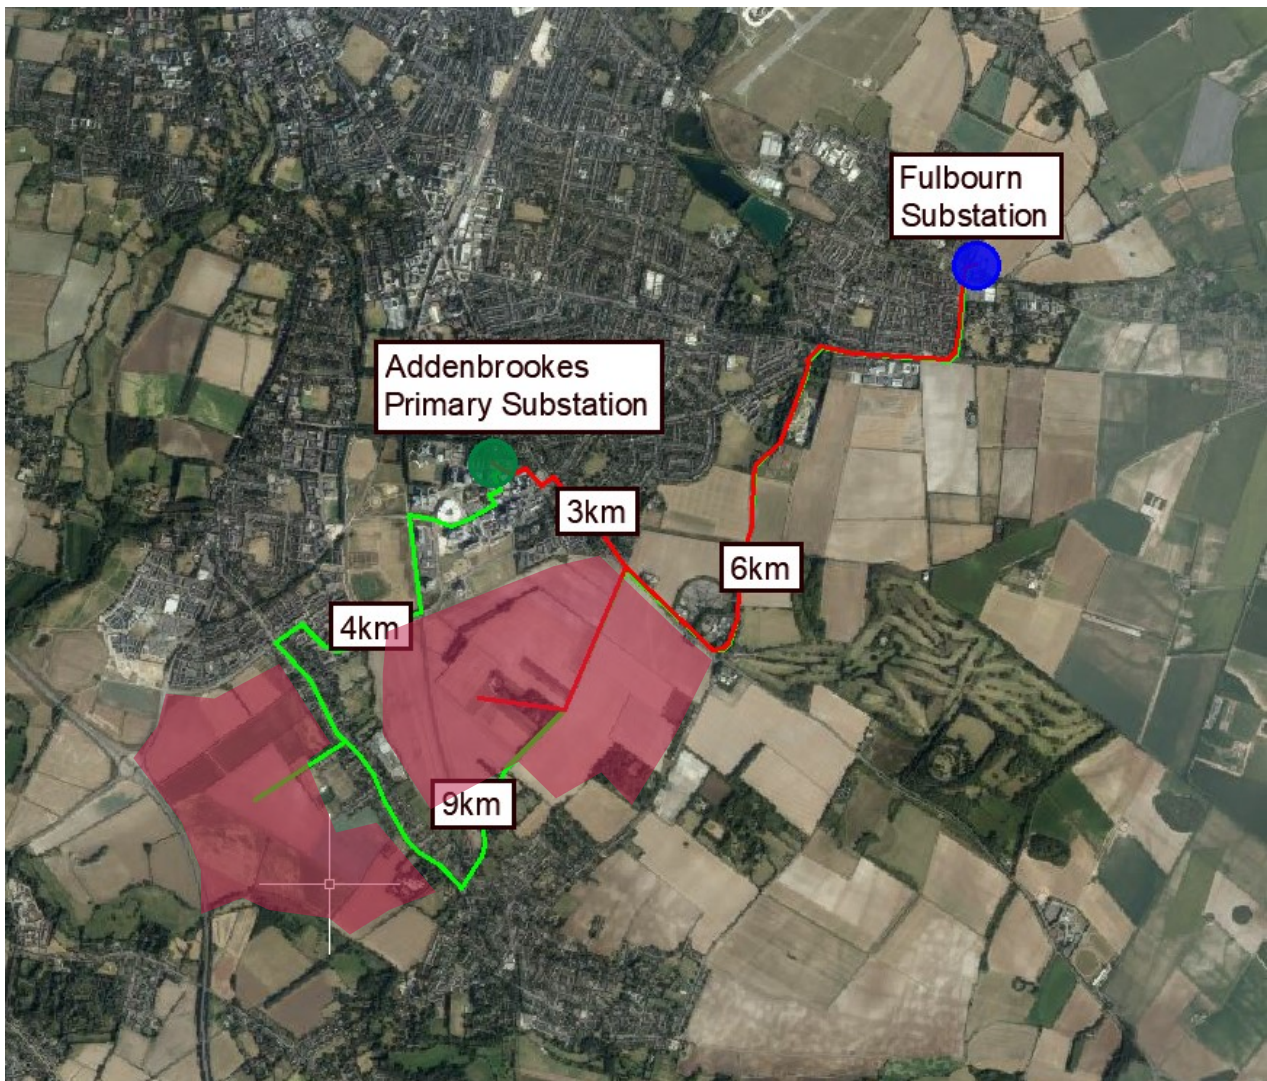 Fulbourn
Substation
Addenbrookes
Primary Substation
3km
6km
4km
9km